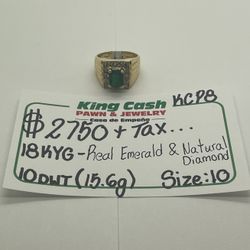 King Cash
KCP8
PAWN & JEWELRY
Casa de Empeño
$2750 + Tax...
18KYG - Real Emerald & Natural
Diamond
10DWT (15.6g) Size:10